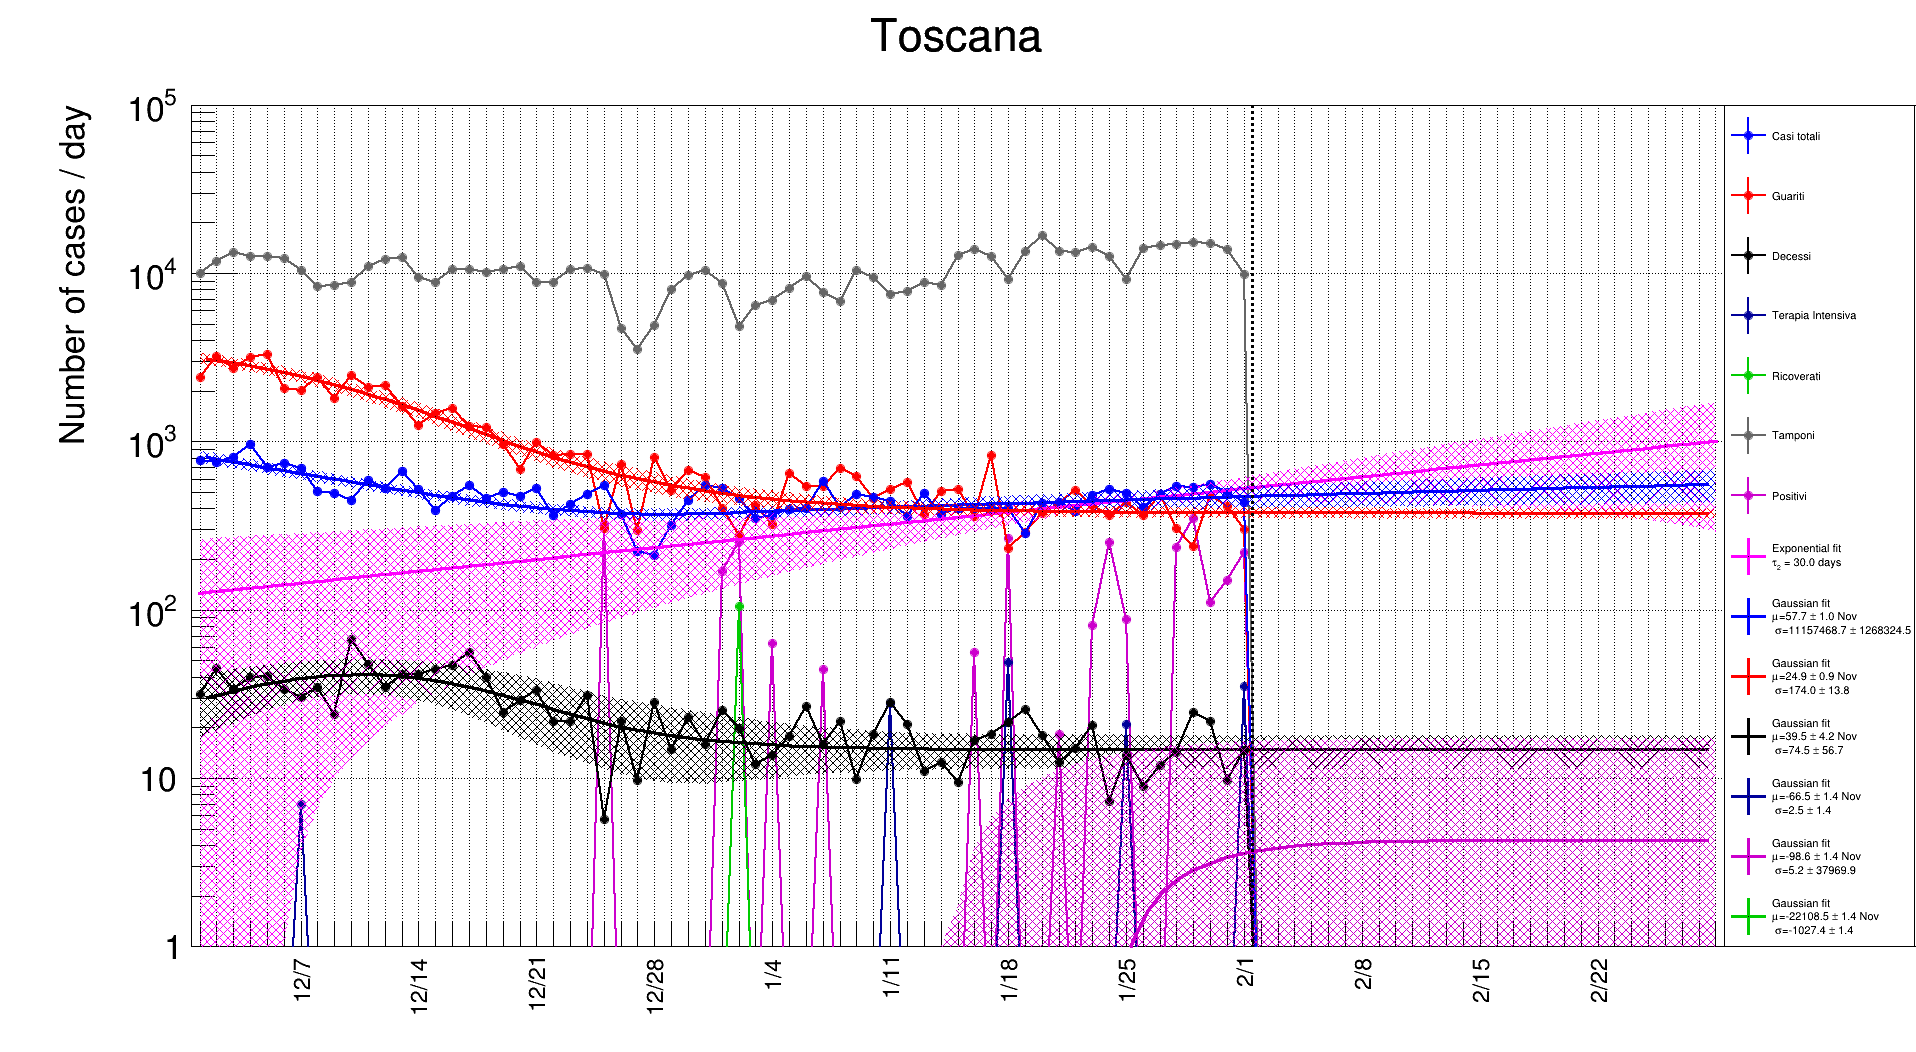 Toscana
Number of cases / day
10^5
10^4
10^3
10^2
10
1
12/7
12/14
12/21
12/28
1/4
1/11
1/18
1/25
2/1
2/8
2/15
2/22
Casi totali
Guariti
Decessi
Terapia Intensiva
Ricoverati
Tamponi
Positivi
Exponential fit
τ₂ = 30.0 days
Gaussian fit
μ=57.7 ± 1.0 Nov
σ=11157468.7 ± 1268324.5
Gaussian fit
μ=24.9 ± 0.9 Nov
σ=174.0 ± 13.8
Gaussian fit
μ=39.5 ± 4.2 Nov
σ=74.5 ± 56.7
Gaussian fit
μ=-66.5 ± 1.4 Nov
σ=2.5 ± 1.4
Gaussian fit
μ=-98.6 ± 1.4 Nov
σ=5.2 ± 37969.9
Gaussian fit
μ=-22108.5 ± 1.4 Nov
σ=-1027.4 ± 1.4